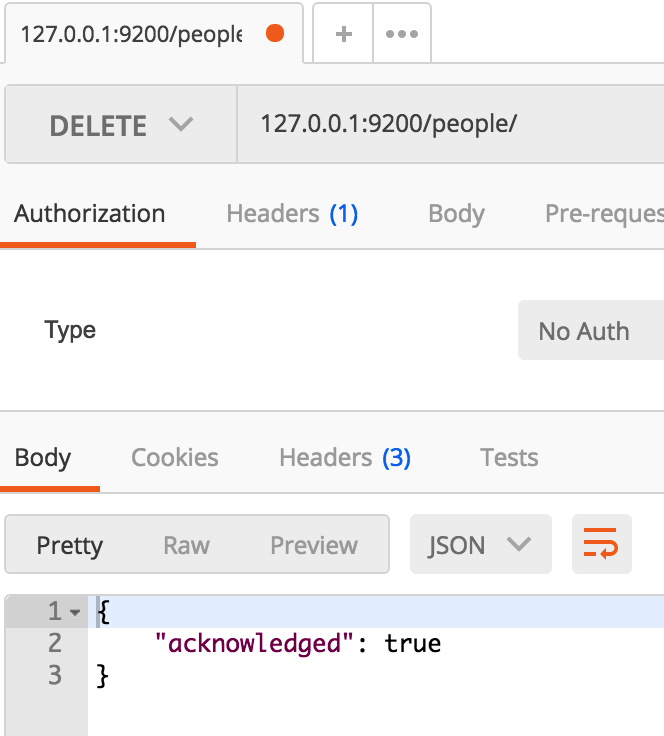 127.0.0.1:9200/people
DELETE 127.0.0.1:9200/people/
Authorization Headers (1) Body Pre-reques
Type No Auth
Body Cookies Headers (3) Tests
Pretty Raw Preview JSON
1 {
2 "acknowledged": true
3 }